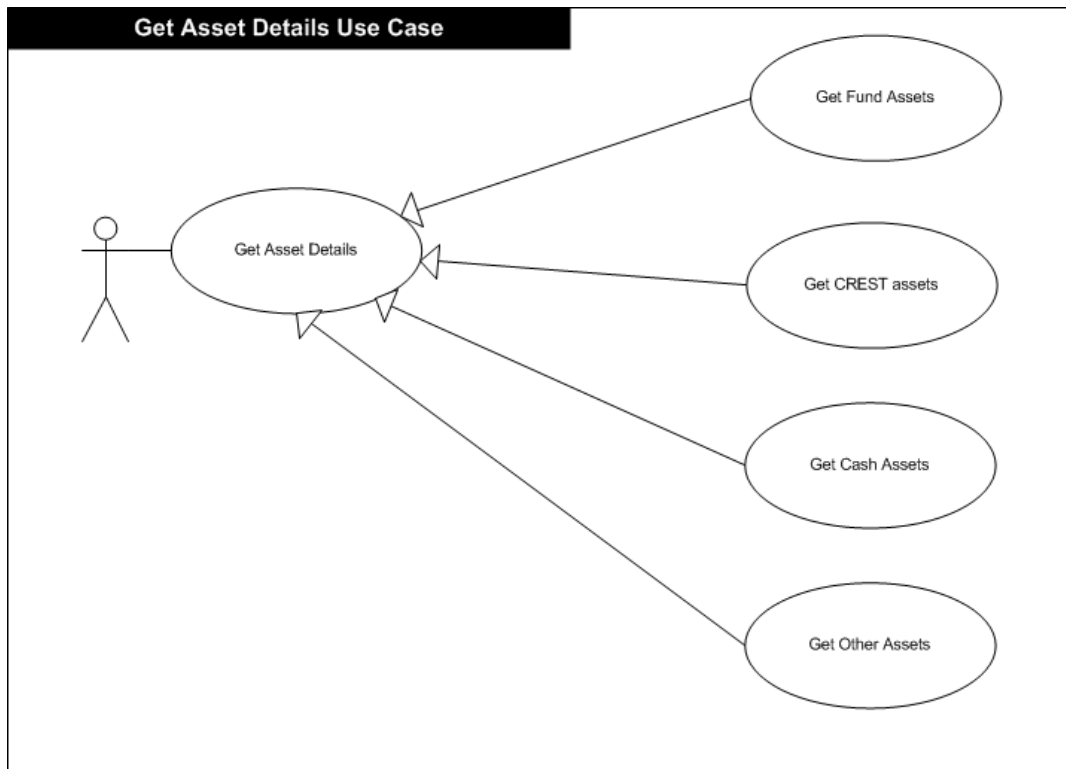 Get Asset Details Use Case
Get Fund Assets
Get Asset Details
Get CREST assets
Get Cash Assets
Get Other Assets